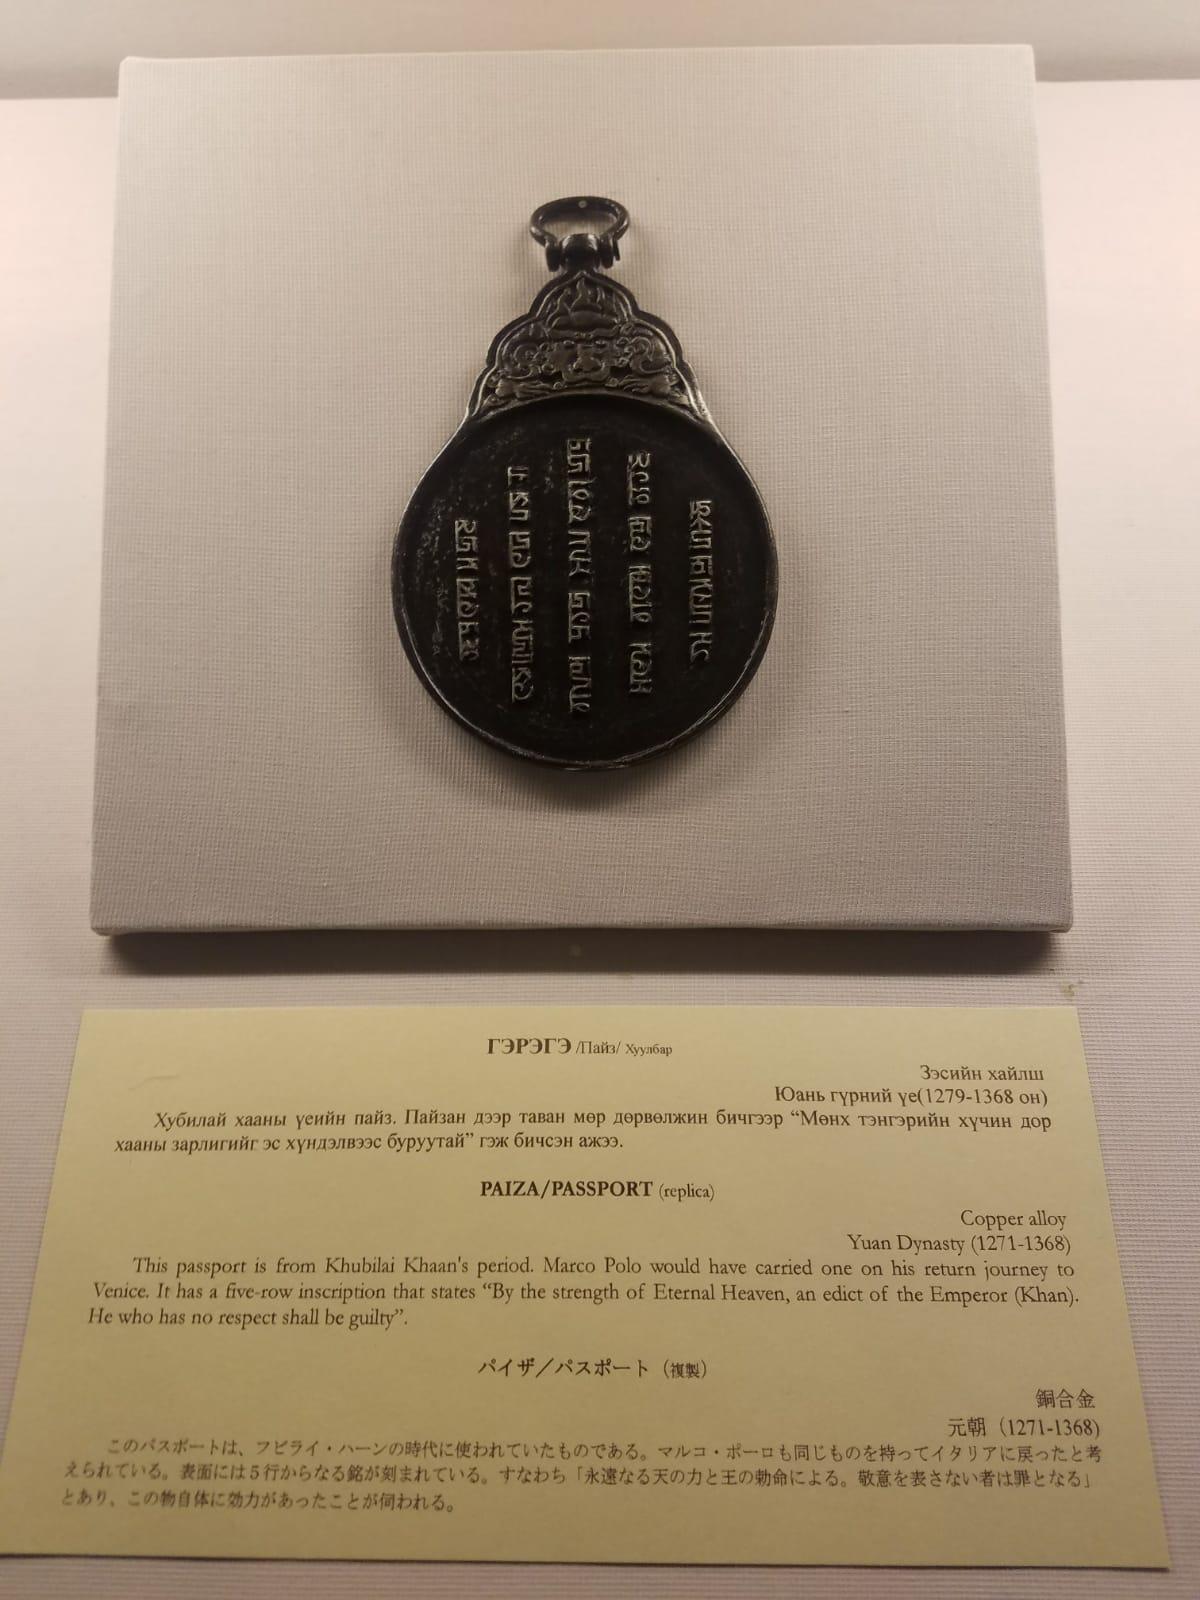 ГЭРЭГЭ /Пайз/ Хуулбар
Зэсийн хайлш
Юань гүрний үе(1279-1368 он)
Хубилай хааны үеийн пайз. Пайзан дээр таван мөр дөрвөлжин бичгээр “Мөнх тэнгэрийн хүчин дор
хааны зарлигийг эс хүндэлвээс буруутай” гэж бичсэн ажээ.
PAIZA/PASSPORT (replica)
Copper alloy
Yuan Dynasty (1271-1368)
This passport is from Khubilai Khaan's period. Marco Polo would have carried one on his return journey to
Venice. It has a five-row inscription that states “By the strength of Eternal Heaven, an edict of the Emperor (Khan).
He who has no respect shall be guilty”.
パイザ／パスポート（複製）
銅合金
元朝（1271-1368)
このパスポートは、フビライ・ハーンの時代に使われていたものである。マルコ・ポーロも同じものを持ってイタリアに戻ったと考
えられている。表面には５行からなる銘が刻まれている。すなわち「永遠なる天の力と王の勅命による。敬意を表さない者は罪となる」
とあり、この物自体に効力があったことが伺われる。